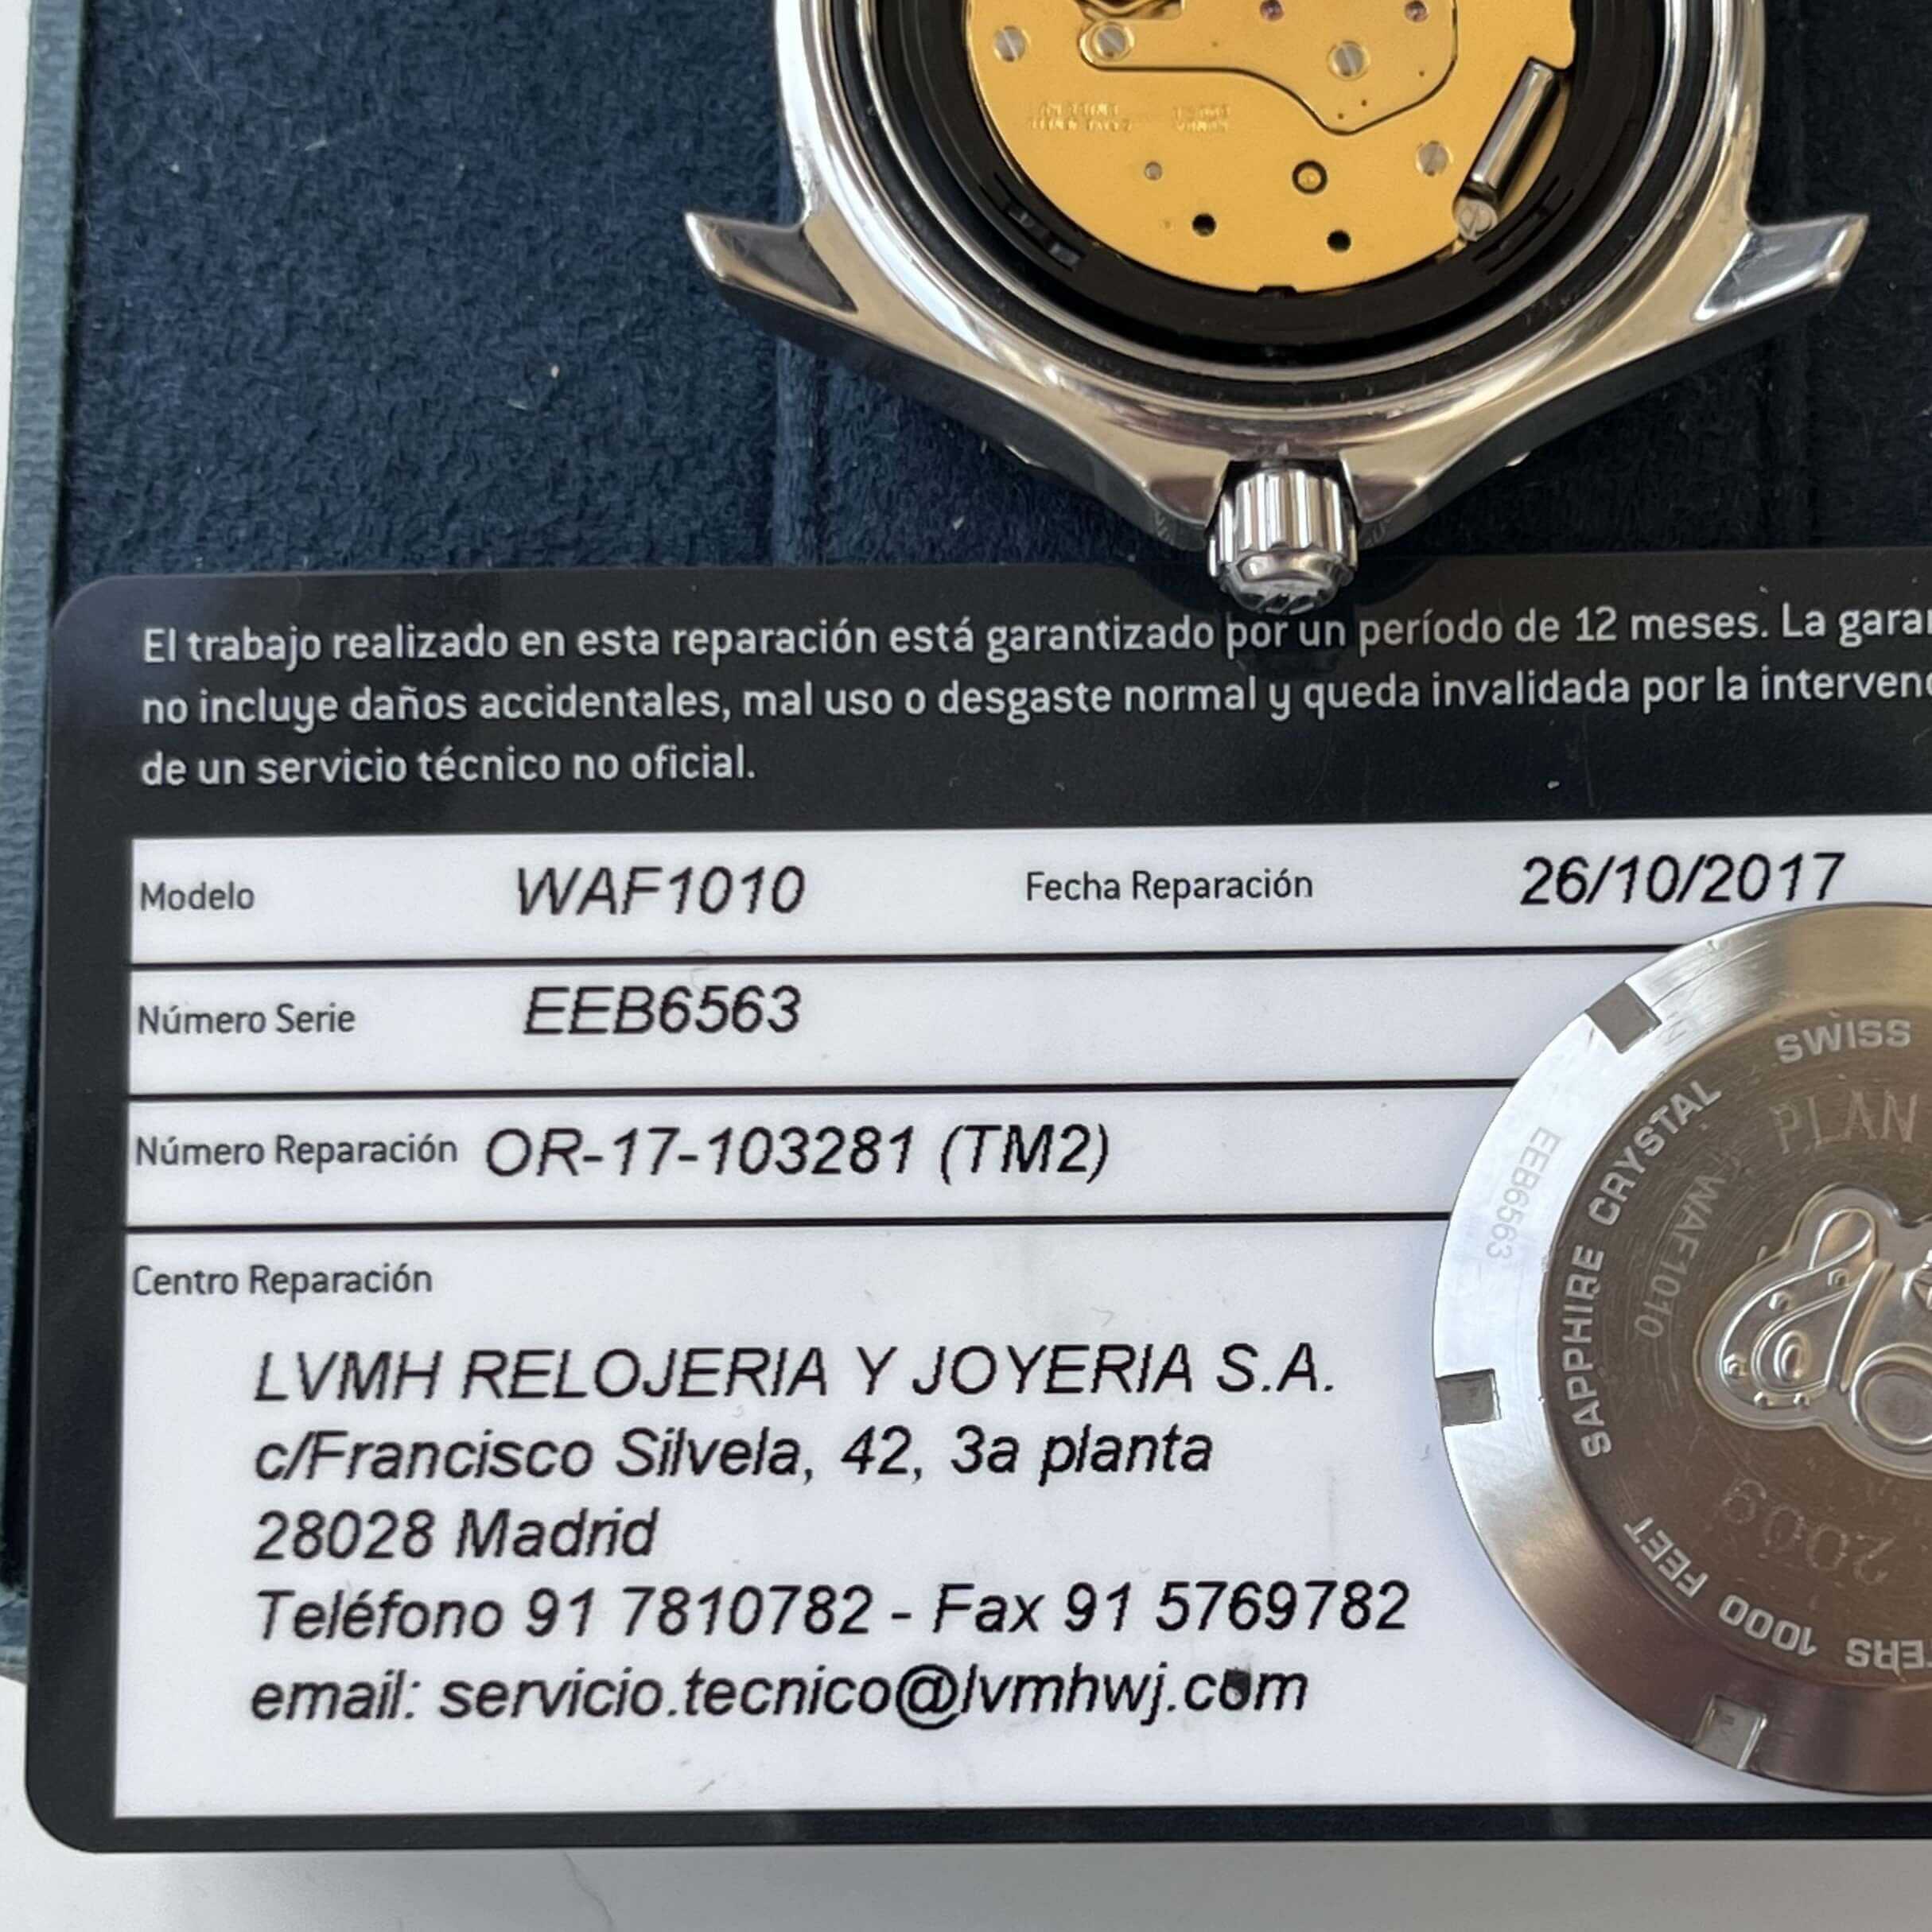 El trabajo realizado en esta reparación está garantizado por un período de 12 meses. La garan
no incluye daños accidentales, mal uso o desgaste normal y queda invalidada por la intervenc
de un servicio técnico no oficial.
Modelo WAF1010 Fecha Reparación 26/10/2017
Número Serie EEB6563
Número Reparación OR-17-103281 (TM2)
Centro Reparación
LVMH RELOJERIA Y JOYERIA S.A.
c/Francisco Silvela, 42, 3a planta
28028 Madrid
Teléfono 91 7810782 - Fax 91 5769782
email: servicio.tecnico@lvmhwj.com
SWISS
PLAN
SAPPHIRE CRYSTAL
EEB6563
WAF1010
2009
ERS 1000 FEET